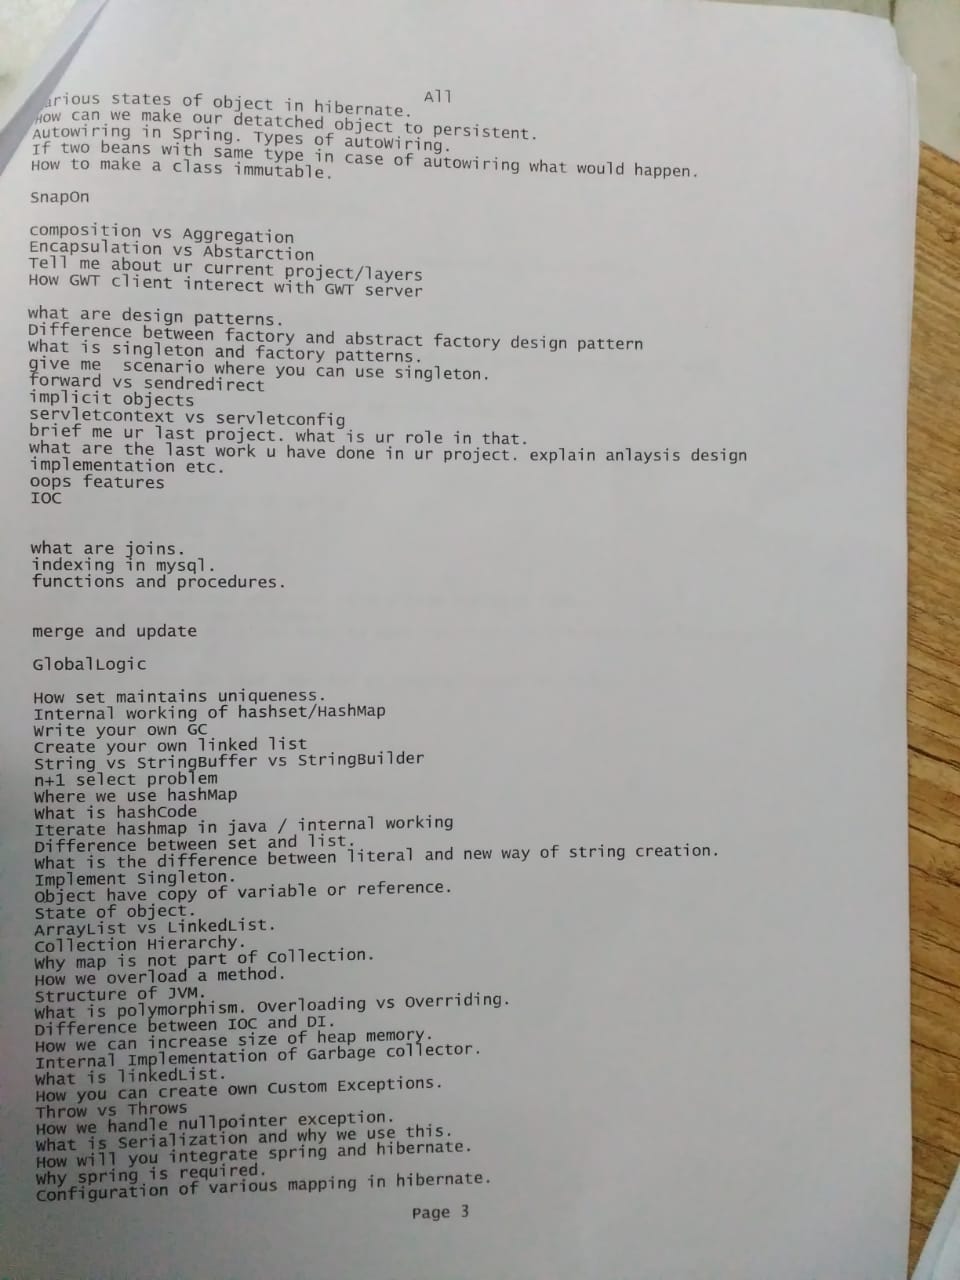 All
arious states of object in hibernate.
How can we make our detatched object to persistent.
Autowiring in Spring. Types of autowiring.
If two beans with same type in case of autowiring what would happen.
How to make a class immutable.
SnapOn
composition vs Aggregation
Encapsulation vs Abstarction
Tell me about ur current project/layers
How GWT client interect with GWT server
what are design patterns.
Difference between factory and abstract factory design pattern
What is singleton and factory patterns.
give me scenario where you can use singleton.
forward vs sendredirect
implicit objects
servletcontext vs servletconfig
brief me ur last project. what is ur role in that.
what are the last work u have done in ur project. explain anlaysis design
implementation etc.
oops features
IOC
what are joins.
indexing in mysql.
functions and procedures.
merge and update
GlobalLogic
How set maintains uniqueness.
Internal working of hashset/HashMap
Write your own GC
Create your own linked list
String vs StringBuffer vs StringBuilder
n+1 select problem
Where we use hashMap
What is hashCode
Iterate hashmap in java / internal working
Difference between set and list.
What is the difference between literal and new way of string creation.
Implement Singleton.
Object have copy of variable or reference.
State of object.
ArrayList vs LinkedList.
Collection Hierarchy.
Why map is not part of Collection.
How we overload a method.
Structure of JVM.
What is polymorphism. Overloading vs Overriding.
Difference between IOC and DI.
How we can increase size of heap memory.
Internal Implementation of Garbage collector.
What is linkedList.
How you can create own Custom Exceptions.
Throw vs Throws
How we handle nullpointer exception.
What is Serialization and why we use this.
How will you integrate spring and hibernate.
Why spring is required.
Configuration of various mapping in hibernate.
Page 3